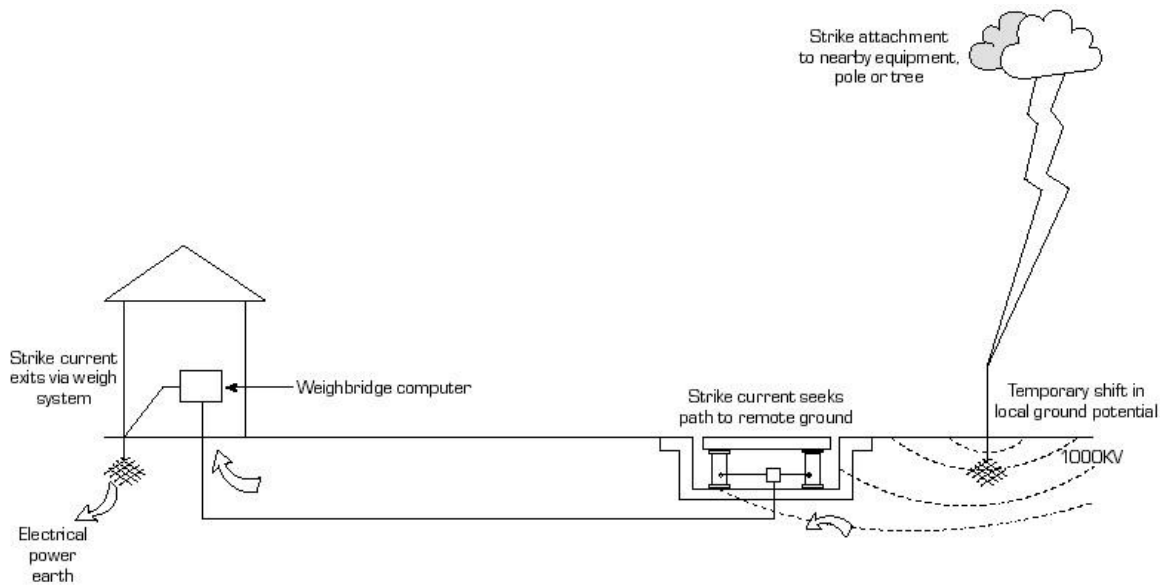 Strike attachment
to nearby equipment,
pole or tree
Strike current
exits via weigh
system
Weighbridge computer
Strike current seeks
path to remote ground
Temporary shift in
local ground potential
1000KV
Electrical
power
earth